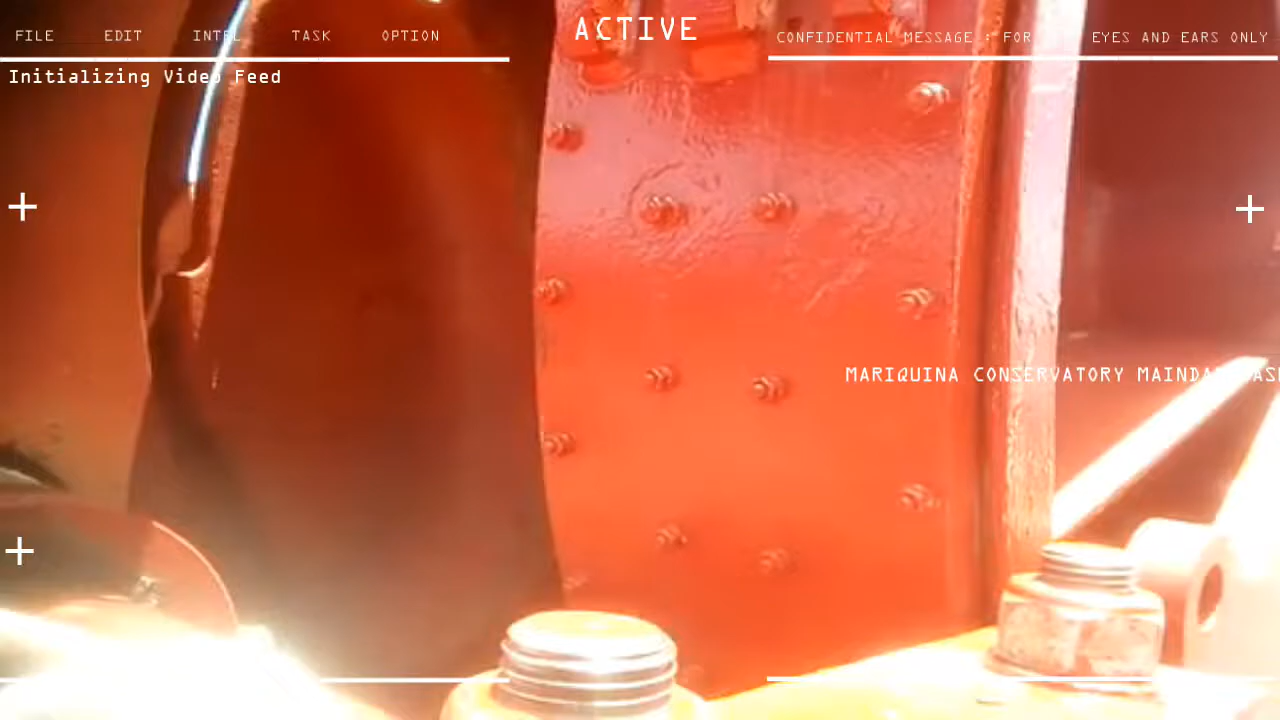 FILE EDIT INTEL TASK OPTION
ACTIVE
CONFIDENTIAL MESSAGE : FOR EYES AND EARS ONLY
Initializing Video Feed
MARIQUINA CONSERVATORY